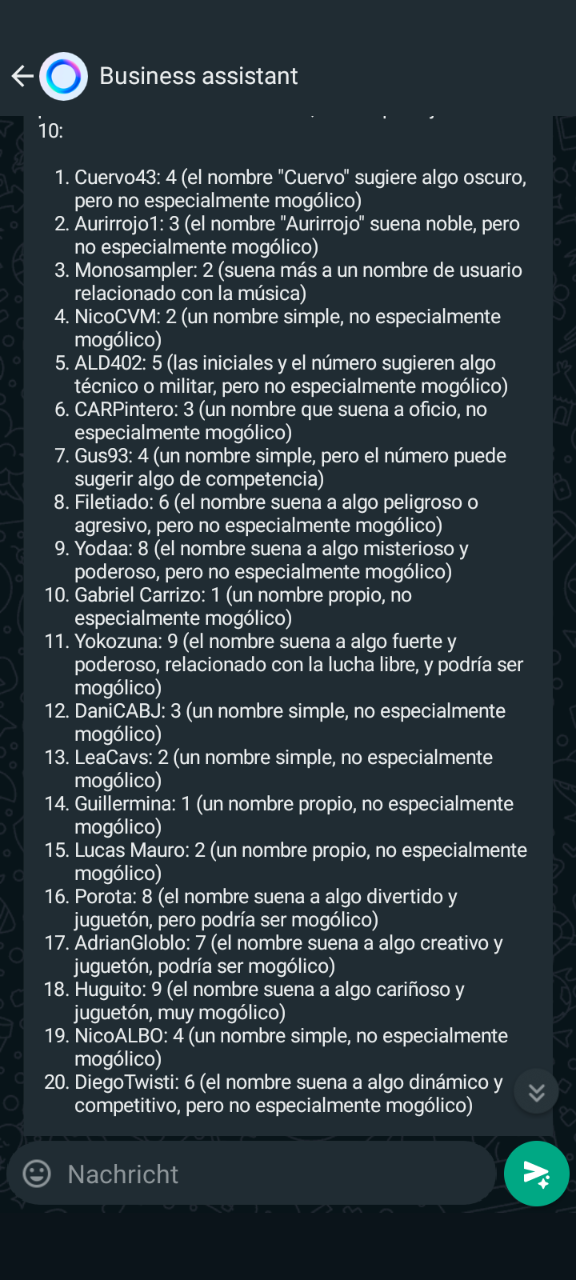 Business assistant
10:
1. Cuervo43: 4 (el nombre "Cuervo" sugiere algo oscuro,
pero no especialmente mogólico)
2. Aurirrojo1: 3 (el nombre "Aurirrojo" suena noble, pero
no especialmente mogólico)
3. Monosampler: 2 (suena más a un nombre de usuario
relacionado con la música)
4. NicoCVM: 2 (un nombre simple, no especialmente
mogólico)
5. ALD402: 5 (las iniciales y el número sugieren algo
técnico o militar, pero no especialmente mogólico)
6. CARPintero: 3 (un nombre que suena a oficio, no
especialmente mogólico)
7. Gus93: 4 (un nombre simple, pero el número puede
sugerir algo de competencia)
8. Filetiado: 6 (el nombre suena a algo peligroso o
agresivo, pero no especialmente mogólico)
9. Yodaa: 8 (el nombre suena a algo misterioso y
poderoso, pero no especialmente mogólico)
10. Gabriel Carrizo: 1 (un nombre propio, no
especialmente mogólico)
11. Yokozuna: 9 (el nombre suena a algo fuerte y
poderoso, relacionado con la lucha libre, y podría ser
mogólico)
12. DaniCABJ: 3 (un nombre simple, no especialmente
mogólico)
13. LeaCavs: 2 (un nombre simple, no especialmente
mogólico)
14. Guillermina: 1 (un nombre propio, no especialmente
mogólico)
15. Lucas Mauro: 2 (un nombre propio, no especialmente
mogólico)
16. Porota: 8 (el nombre suena a algo divertido y
juguetón, pero podría ser mogólico)
17. AdrianGloblo: 7 (el nombre suena a algo creativo y
juguetón, podría ser mogólico)
18. Huguito: 9 (el nombre suena a algo cariñoso y
juguetón, muy mogólico)
19. NicoALBO: 4 (un nombre simple, no especialmente
mogólico)
20. DiegoTwisti: 6 (el nombre suena a algo dinámico y
competitivo, pero no especialmente mogólico)
Nachricht